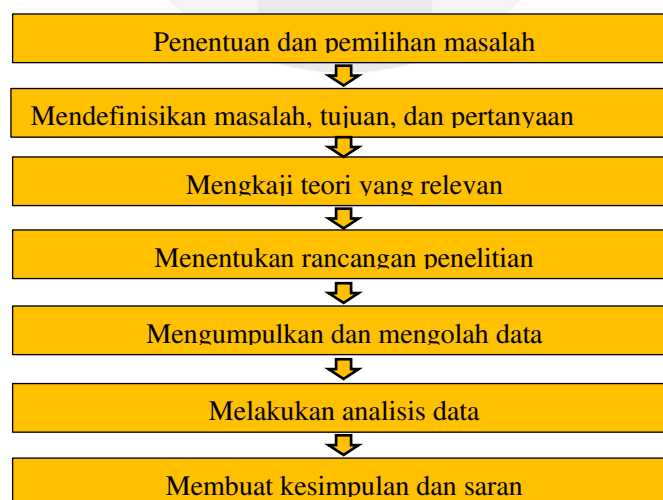 Penentuan dan pemilihan masalah
Mendefinisikan masalah, tujuan, dan pertanyaan
Mengkaji teori yang relevan
Menentukan rancangan penelitian
Mengumpulkan dan mengolah data
Melakukan analisis data
Membuat kesimpulan dan saran